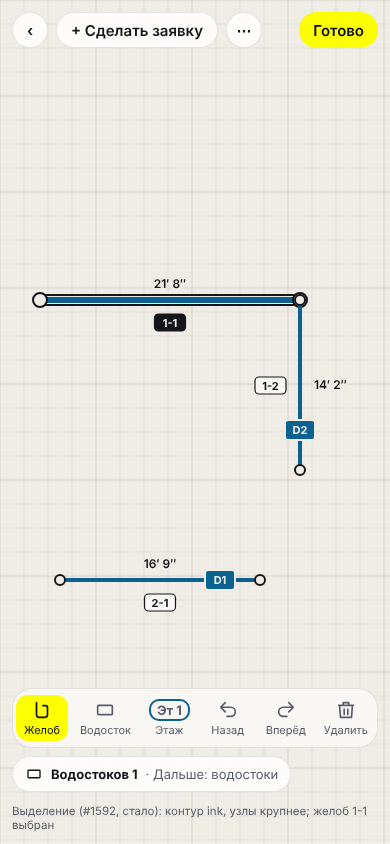 ‹ + Сделать заявку ··· Готово
21′ 8″
1-1
1-2 14′ 2″
D2
16′ 9″
D1
2-1
Эт 1
Желоб Водосток Этаж Назад Вперёд Удалить
Водостоков 1 · Дальше: водостоки
Выделение (#1592, стало): контур ink, узлы крупнее; желоб 1-1
выбран